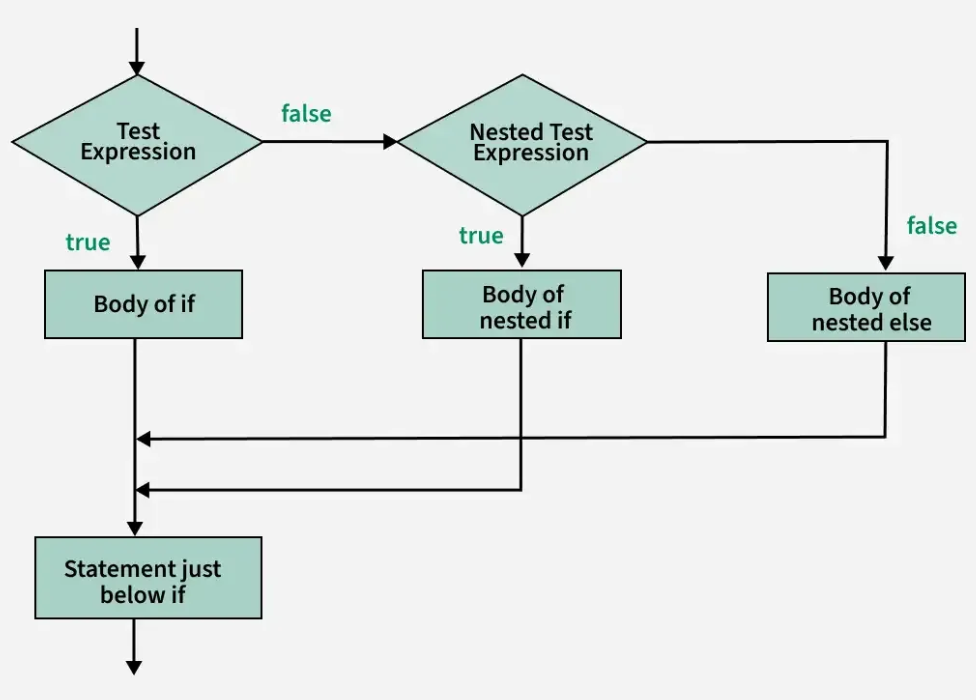 Test
Expression
false
Nested Test
Expression
true
true
false
Body of if
Body of
nested if
Body of
nested else
Statement just
below if